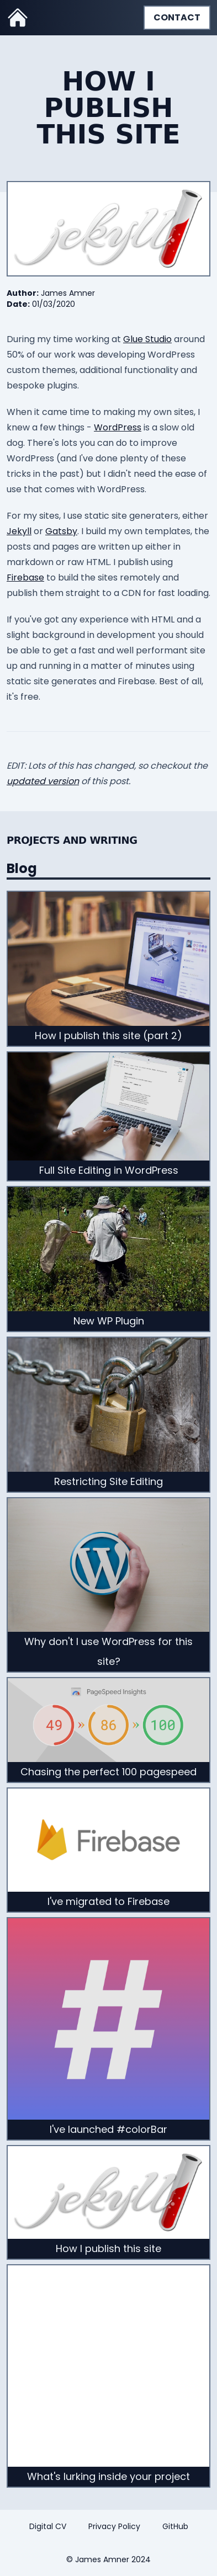 CONTACT
HOW I
PUBLISH
THIS SITE
jekyll
Author: James Amner
Date: 01/03/2020
During my time working at Glue Studio around
50% of our work was developing WordPress
custom themes, additional functionality and
bespoke plugins.
When it came time to making my own sites, I
knew a few things - WordPress is a slow old
dog. There's lots you can do to improve
WordPress (and I've done plenty of these
tricks in the past) but I didn't need the ease of
use that comes with WordPress.
For my sites, I use static site generaters, either
Jekyll or Gatsby. I build my own templates, the
posts and pages are written up either in
markdown or raw HTML. I publish using
Firebase to build the sites remotely and
publish them straight to a CDN for fast loading.
If you've got any experience with HTML and a
slight background in development you should
be able to get a fast and well performant site
up and running in a matter of minutes using
static site generates and Firebase. Best of all,
it's free.
EDIT: Lots of this has changed, so checkout the
updated version of this post.
PROJECTS AND WRITING
Blog
How I publish this site (part 2)
Full Site Editing in WordPress
New WP Plugin
Restricting Site Editing
Why don't I use WordPress for this
site?
PageSpeed Insights
49 » 86 » 100
Chasing the perfect 100 pagespeed
Firebase
I've migrated to Firebase
#
I've launched #colorBar
jekyll
How I publish this site
What's lurking inside your project
Digital CV Privacy Policy GitHub
© James Amner 2024